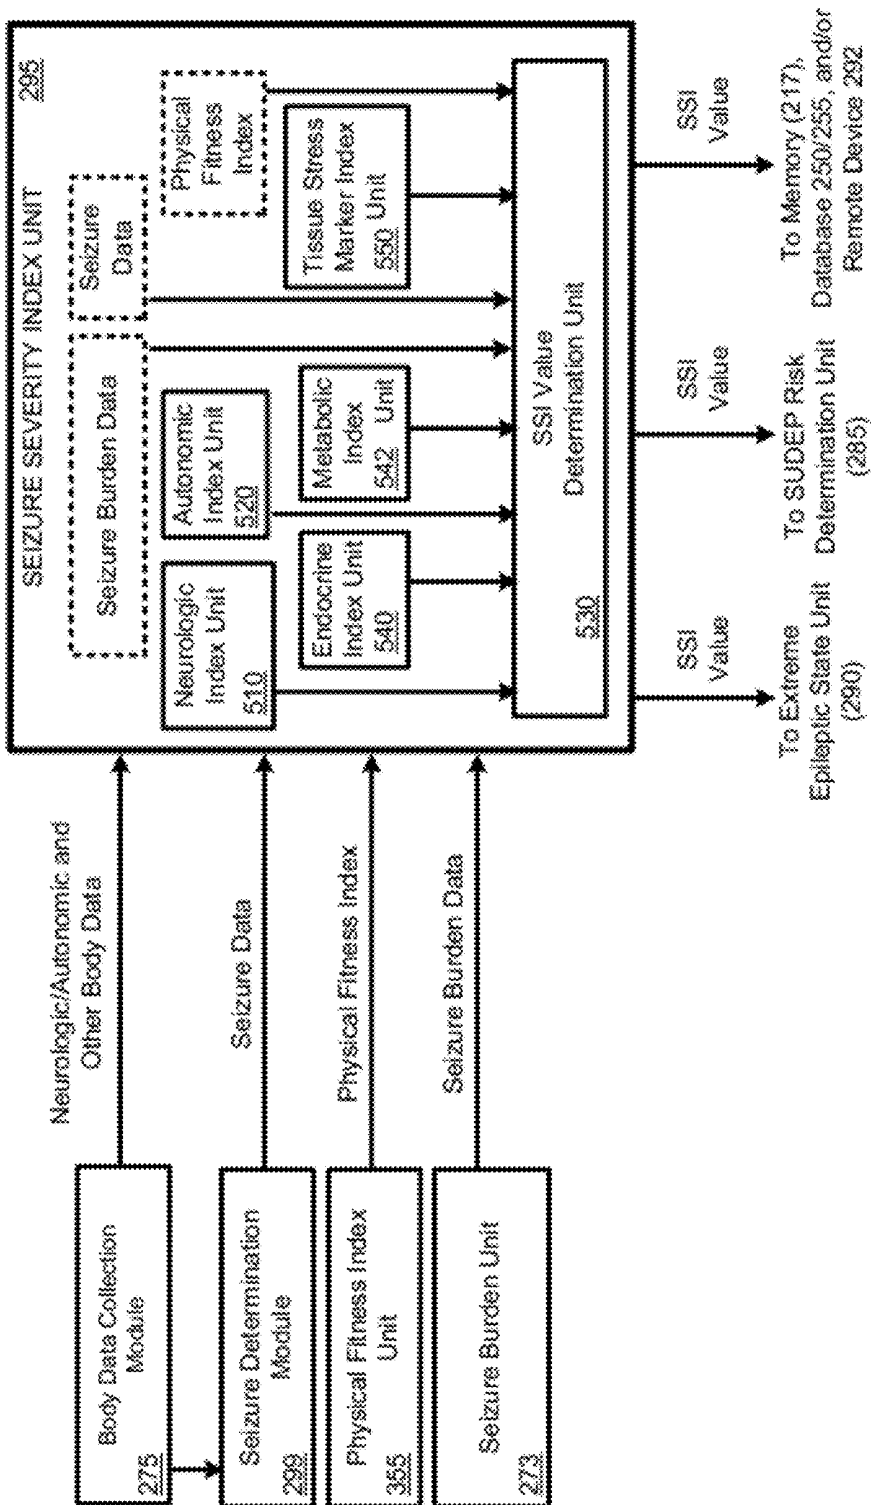 Body Data Collection
Module
275
Seizure Determination
Module
299
Physical Fitness Index
Unit
355
Seizure Burden Unit
273
Neurologic/Autonomic and
Other Body Data
Seizure Data
Physical Fitness Index
Seizure Burden Data
SEIZURE SEVERITY INDEX UNIT
295
Seizure Burden Data
Seizure
Data
Neurologic
Index Unit
510
Autonomic
Index Unit
520
Physical
Fitness
Index
Endocrine
Index Unit
540
Metabolic
Index
Unit
542
Tissue Stress
Marker Index
Unit
550
SSI Value
Determination Unit
530
SSI
Value
SSI
Value
SSI
Value
To Extreme
Epileptic State Unit
(290)
To SUDEP Risk
Determination Unit
(285)
To Memory (217),
Database 250/255, and/or
Remote Device 292